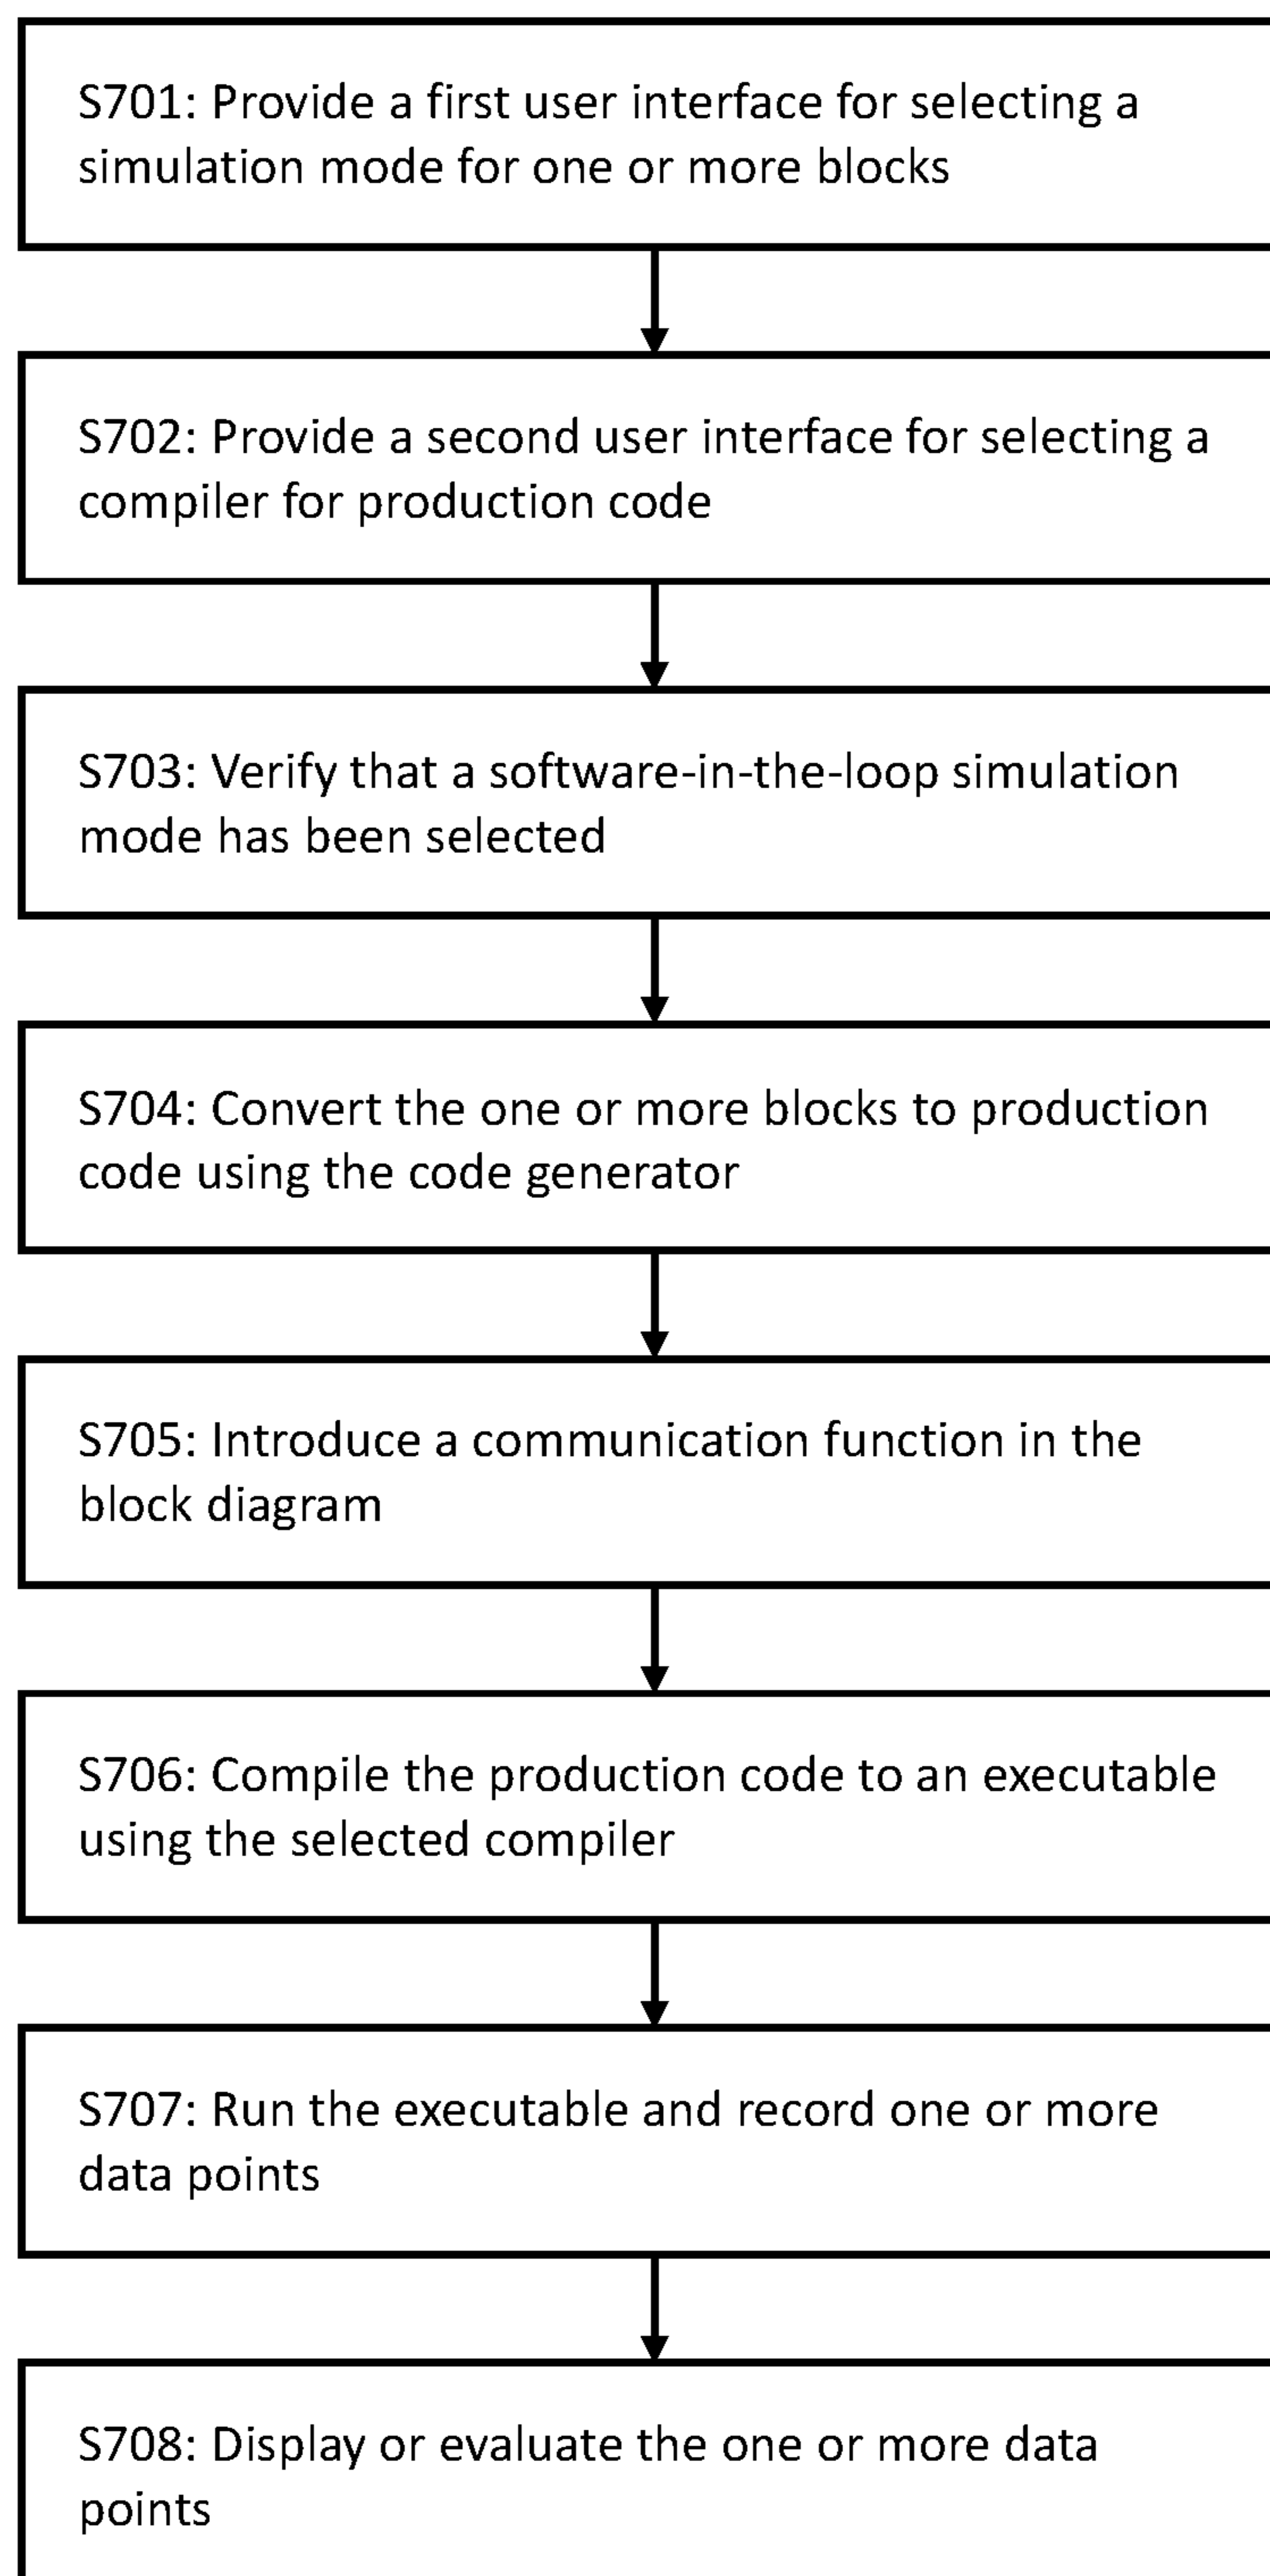 S701: Provide a first user interface for selecting a
simulation mode for one or more blocks
S702: Provide a second user interface for selecting a
compiler for production code
S703: Verify that a software-in-the-loop simulation
mode has been selected
S704: Convert the one or more blocks to production
code using the code generator
S705: Introduce a communication function in the
block diagram
S706: Compile the production code to an executable
using the selected compiler
S707: Run the executable and record one or more
data points
S708: Display or evaluate the one or more data
points